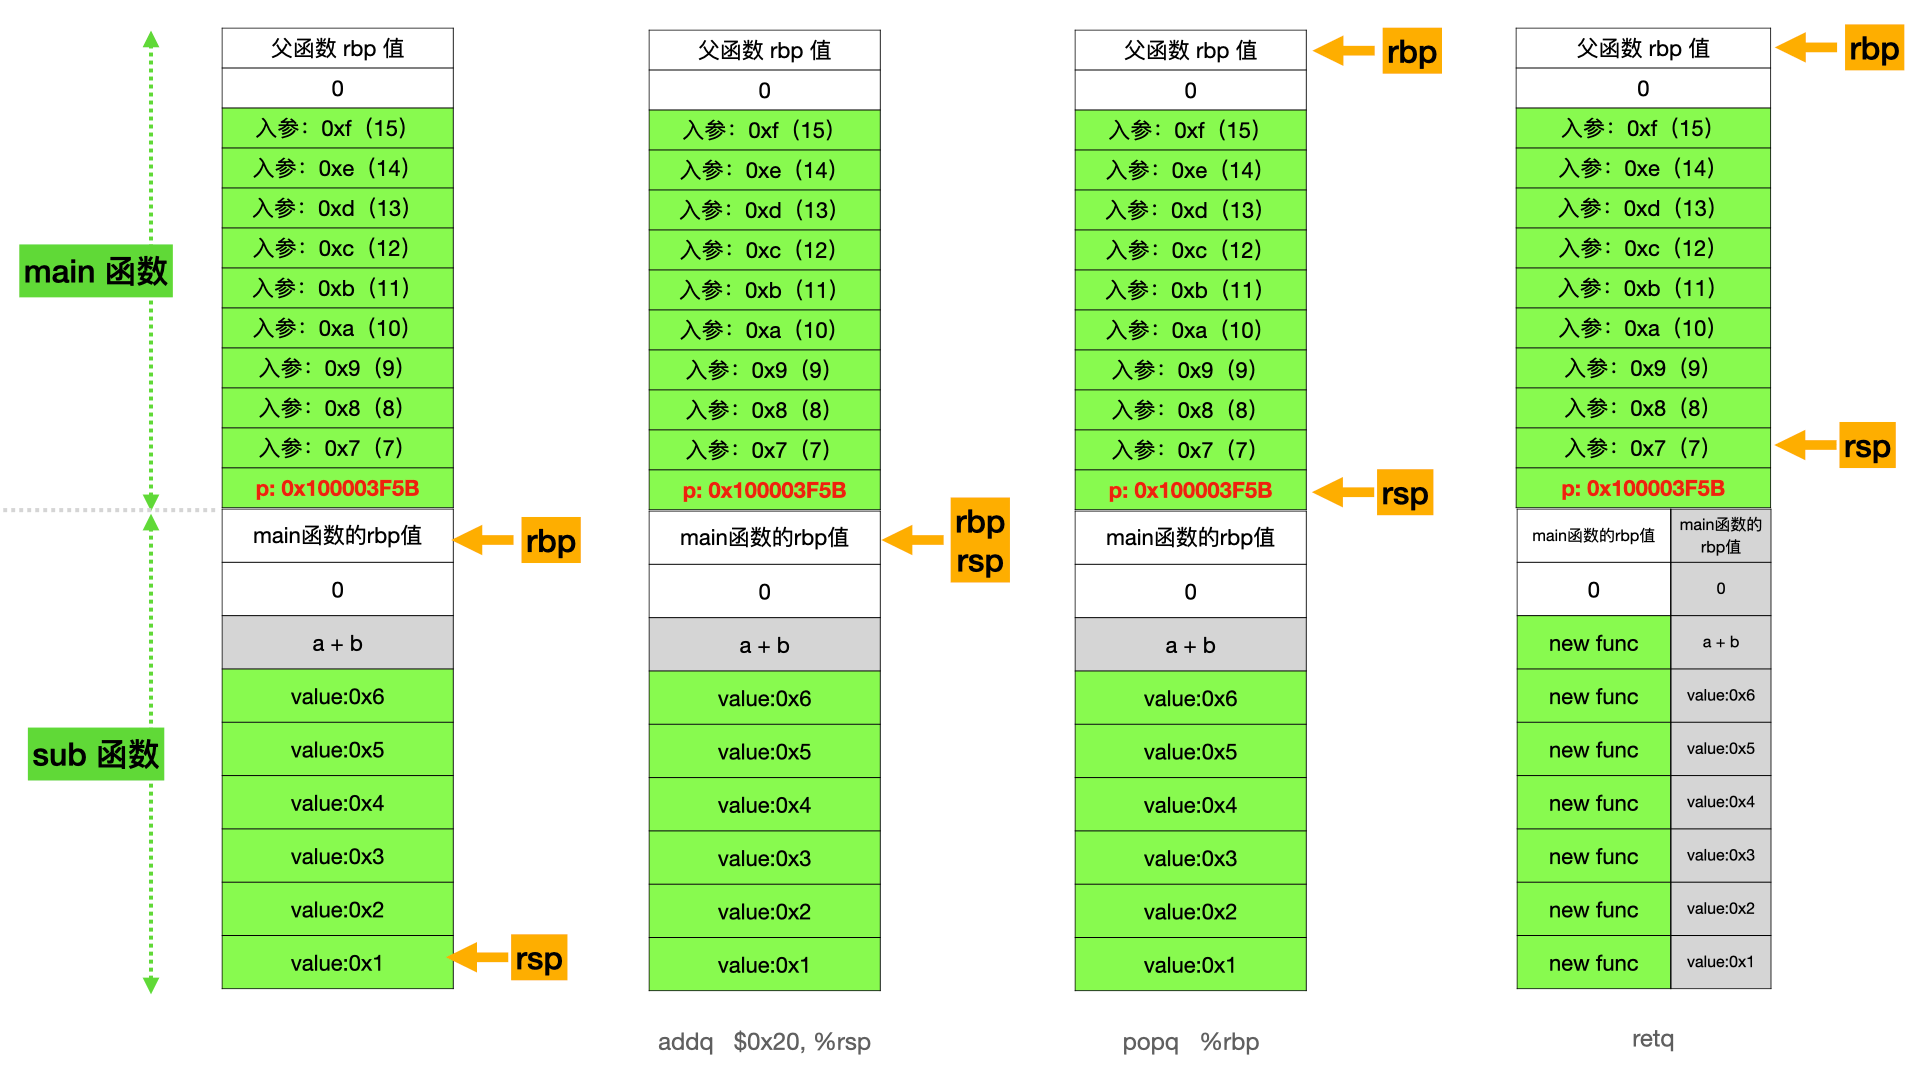 main 函数
sub 函数
父函数 rbp 值
0
入参：0xf（15）
入参：0xe（14）
入参：0xd（13）
入参：0xc（12）
入参：0xb（11）
入参：0xa（10）
入参：0x9（9）
入参：0x8（8）
入参：0x7（7）
p: 0x100003F5B
main函数的rbp值
rbp
0
a + b
value:0x6
value:0x5
value:0x4
value:0x3
value:0x2
value:0x1
rsp
父函数 rbp 值
0
入参：0xf（15）
入参：0xe（14）
入参：0xd（13）
入参：0xc（12）
入参：0xb（11）
入参：0xa（10）
入参：0x9（9）
入参：0x8（8）
入参：0x7（7）
p: 0x100003F5B
main函数的rbp值
rbp
rsp
0
a + b
value:0x6
value:0x5
value:0x4
value:0x3
value:0x2
value:0x1
addq $0x20, %rsp
父函数 rbp 值
rbp
0
入参：0xf（15）
入参：0xe（14）
入参：0xd（13）
入参：0xc（12）
入参：0xb（11）
入参：0xa（10）
入参：0x9（9）
入参：0x8（8）
入参：0x7（7）
p: 0x100003F5B
rsp
main函数的rbp值
0
a + b
value:0x6
value:0x5
value:0x4
value:0x3
value:0x2
value:0x1
popq %rbp
父函数 rbp 值
rbp
0
入参：0xf（15）
入参：0xe（14）
入参：0xd（13）
入参：0xc（12）
入参：0xb（11）
入参：0xa（10）
入参：0x9（9）
入参：0x8（8）
入参：0x7（7）
rsp
p: 0x100003F5B
main函数的rbp值
main函数的
rbp值
0
0
new func
a + b
new func
value:0x6
new func
value:0x5
new func
value:0x4
new func
value:0x3
new func
value:0x2
new func
value:0x1
retq